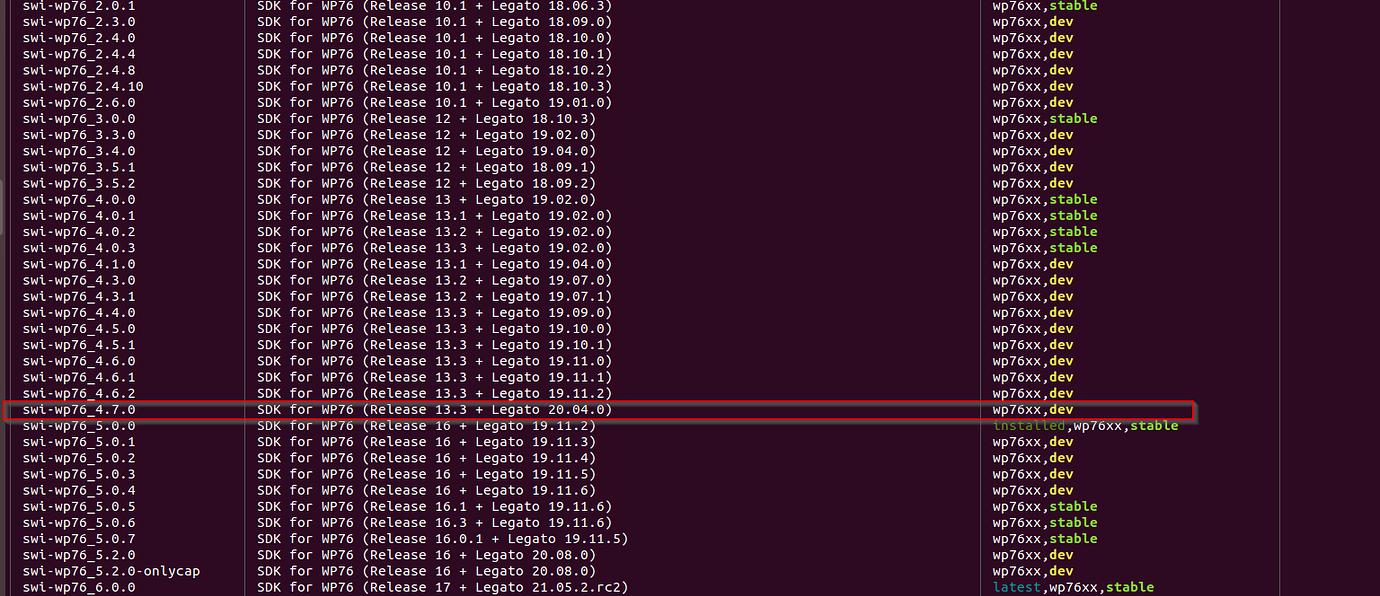 swi-wp76_2.0.1 SDK for WP76 (Release 10.1 + Legato 18.06.3) wp76xx,stable
swi-wp76_2.3.0 SDK for WP76 (Release 10.1 + Legato 18.09.0) wp76xx,dev
swi-wp76_2.4.0 SDK for WP76 (Release 10.1 + Legato 18.10.0) wp76xx,dev
swi-wp76_2.4.4 SDK for WP76 (Release 10.1 + Legato 18.10.1) wp76xx,dev
swi-wp76_2.4.8 SDK for WP76 (Release 10.1 + Legato 18.10.2) wp76xx,dev
swi-wp76_2.4.10 SDK for WP76 (Release 10.1 + Legato 18.10.3) wp76xx,dev
swi-wp76_2.6.0 SDK for WP76 (Release 10.1 + Legato 19.01.0) wp76xx,dev
swi-wp76_3.0.0 SDK for WP76 (Release 12 + Legato 18.10.3) wp76xx,stable
swi-wp76_3.3.0 SDK for WP76 (Release 12 + Legato 19.02.0) wp76xx,dev
swi-wp76_3.4.0 SDK for WP76 (Release 12 + Legato 19.04.0) wp76xx,dev
swi-wp76_3.5.1 SDK for WP76 (Release 12 + Legato 18.09.1) wp76xx,dev
swi-wp76_3.5.2 SDK for WP76 (Release 12 + Legato 18.09.2) wp76xx,dev
swi-wp76_4.0.0 SDK for WP76 (Release 13 + Legato 19.02.0) wp76xx,stable
swi-wp76_4.0.1 SDK for WP76 (Release 13.1 + Legato 19.02.0) wp76xx,stable
swi-wp76_4.0.2 SDK for WP76 (Release 13.2 + Legato 19.02.0) wp76xx,stable
swi-wp76_4.0.3 SDK for WP76 (Release 13.3 + Legato 19.02.0) wp76xx,stable
swi-wp76_4.1.0 SDK for WP76 (Release 13.1 + Legato 19.04.0) wp76xx,dev
swi-wp76_4.3.0 SDK for WP76 (Release 13.2 + Legato 19.07.0) wp76xx,dev
swi-wp76_4.3.1 SDK for WP76 (Release 13.2 + Legato 19.07.1) wp76xx,dev
swi-wp76_4.4.0 SDK for WP76 (Release 13.3 + Legato 19.09.0) wp76xx,dev
swi-wp76_4.5.0 SDK for WP76 (Release 13.3 + Legato 19.10.0) wp76xx,dev
swi-wp76_4.5.1 SDK for WP76 (Release 13.3 + Legato 19.10.1) wp76xx,dev
swi-wp76_4.6.0 SDK for WP76 (Release 13.3 + Legato 19.11.0) wp76xx,dev
swi-wp76_4.6.1 SDK for WP76 (Release 13.3 + Legato 19.11.1) wp76xx,dev
swi-wp76_4.6.2 SDK for WP76 (Release 13.3 + Legato 19.11.2) wp76xx,dev
swi-wp76_4.7.0 SDK for WP76 (Release 13.3 + Legato 20.04.0) wp76xx,dev
swi-wp76_5.0.0 SDK for WP76 (Release 16 + Legato 19.11.2) installed,wp76xx,stable
swi-wp76_5.0.1 SDK for WP76 (Release 16 + Legato 19.11.3) wp76xx,dev
swi-wp76_5.0.2 SDK for WP76 (Release 16 + Legato 19.11.4) wp76xx,dev
swi-wp76_5.0.3 SDK for WP76 (Release 16 + Legato 19.11.5) wp76xx,dev
swi-wp76_5.0.4 SDK for WP76 (Release 16 + Legato 19.11.6) wp76xx,dev
swi-wp76_5.0.5 SDK for WP76 (Release 16.1 + Legato 19.11.6) wp76xx,stable
swi-wp76_5.0.6 SDK for WP76 (Release 16.3 + Legato 19.11.6) wp76xx,stable
swi-wp76_5.0.7 SDK for WP76 (Release 16.0.1 + Legato 19.11.5) wp76xx,stable
swi-wp76_5.2.0 SDK for WP76 (Release 16 + Legato 20.08.0) wp76xx,dev
swi-wp76_5.2.0-onlycap SDK for WP76 (Release 16 + Legato 20.08.0) wp76xx,dev
swi-wp76_6.0.0 SDK for WP76 (Release 17 + Legato 21.05.2.rc2) latest,wp76xx,stable